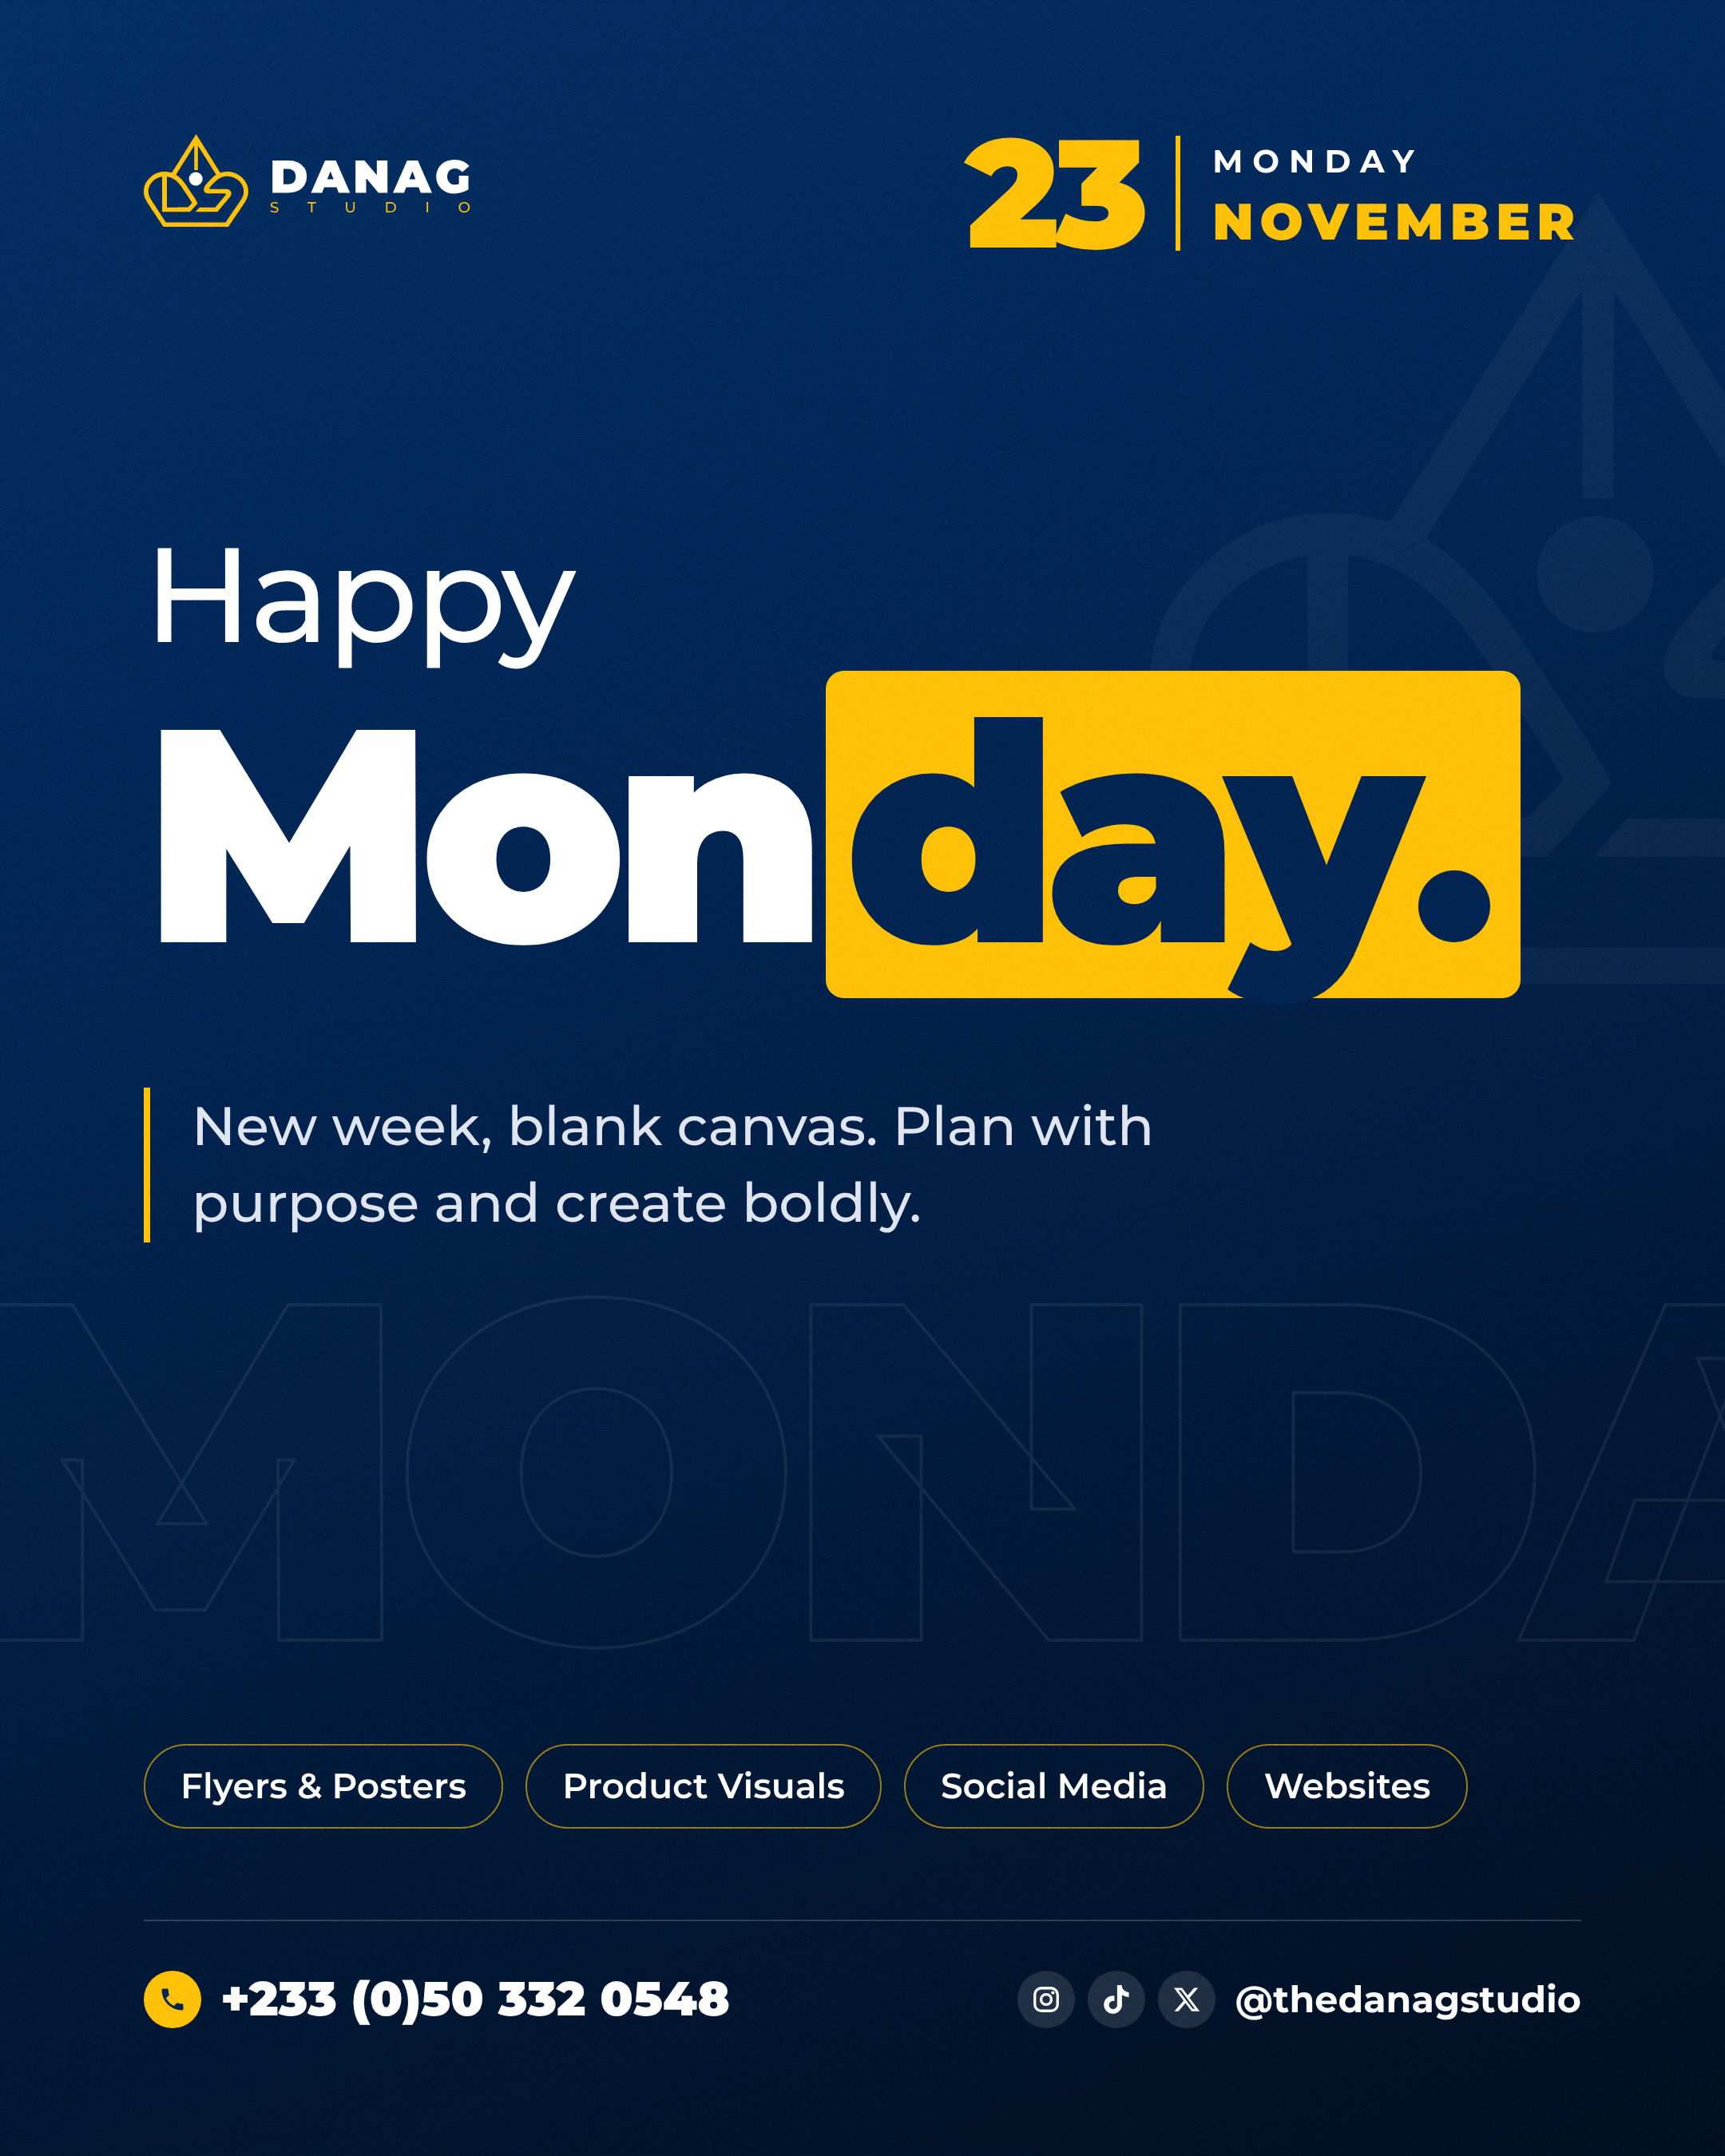 DANAG
STUDIO
23
MONDAY
NOVEMBER
Happy
Monday.
New week, blank canvas. Plan with
purpose and create boldly.
MONDA
Flyers & Posters
Product Visuals
Social Media
Websites
+233 (0)50 332 0548
@thedanagstudio